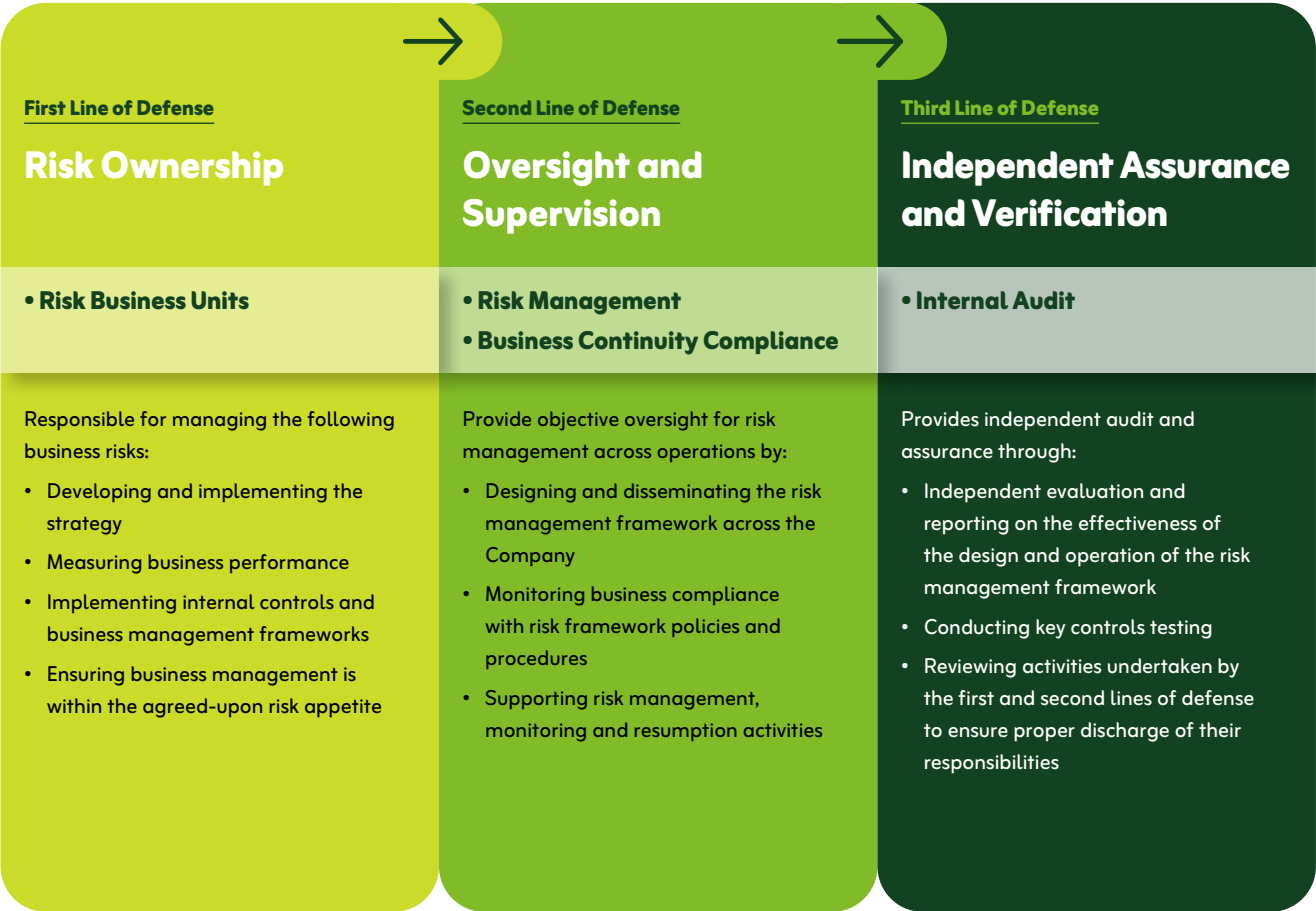 First Line of Defense
Risk Ownership
• Risk Business Units
Responsible for managing the following
business risks:
• Developing and implementing the
strategy
• Measuring business performance
• Implementing internal controls and
business management frameworks
• Ensuring business management is
within the agreed-upon risk appetite
Second Line of Defense
Oversight and
Supervision
• Risk Management
• Business Continuity Compliance
Provide objective oversight for risk
management across operations by:
• Designing and disseminating the risk
management framework across the
Company
• Monitoring business compliance
with risk framework policies and
procedures
• Supporting risk management,
monitoring and resumption activities
Third Line of Defense
Independent Assurance
and Verification
• Internal Audit
Provides independent audit and
assurance through:
• Independent evaluation and
reporting on the effectiveness of
the design and operation of the risk
management framework
• Conducting key controls testing
• Reviewing activities undertaken by
the first and second lines of defense
to ensure proper discharge of their
responsibilities